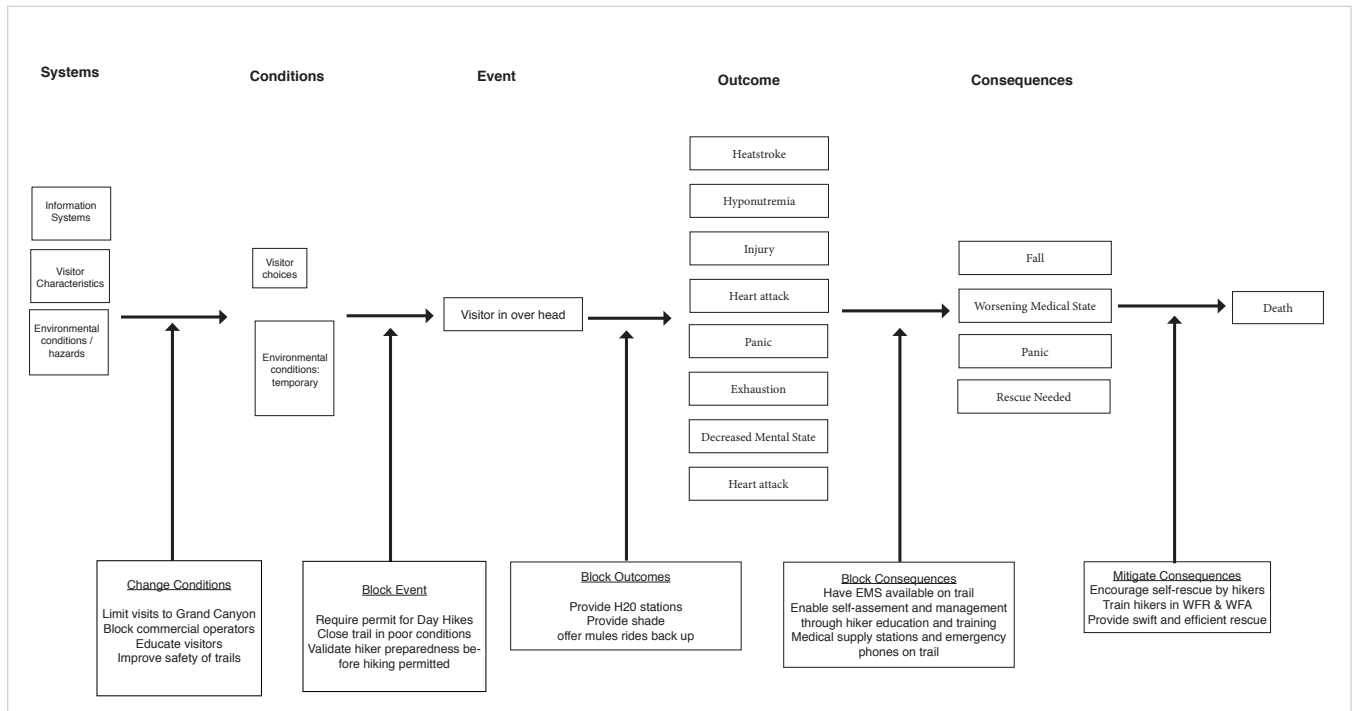 Systems
Conditions
Event
Outcome
Consequences
Information
Systems
Visitor
Characteristics
Environmental
conditions /
hazards
Visitor
choices
Environmental
conditions:
temporary
Visitor in over head
Heatstroke
Hyponutremia
Injury
Heart attack
Panic
Exhaustion
Decreased Mental State
Heart attack
Fall
Worsening Medical State
Panic
Rescue Needed
Death
Change Conditions
Limit visits to Grand Canyon
Block commercial operators
Educate visitors
Improve safety of trails
Block Event
Require permit for Day Hikes
Close trail in poor conditions
Validate hiker preparedness be-
fore hiking permitted
Block Outcomes
Provide H20 stations
Provide shade
offer mules rides back up
Block Consequences
Have EMS available on trail
Enable self-assement and management
through hiker education and training
Medical supply stations and emergency
phones on trail
Mitigate Consequences
Encourage self-rescue by hikers
Train hikers in WFR & WFA
Provide swift and efficient rescue